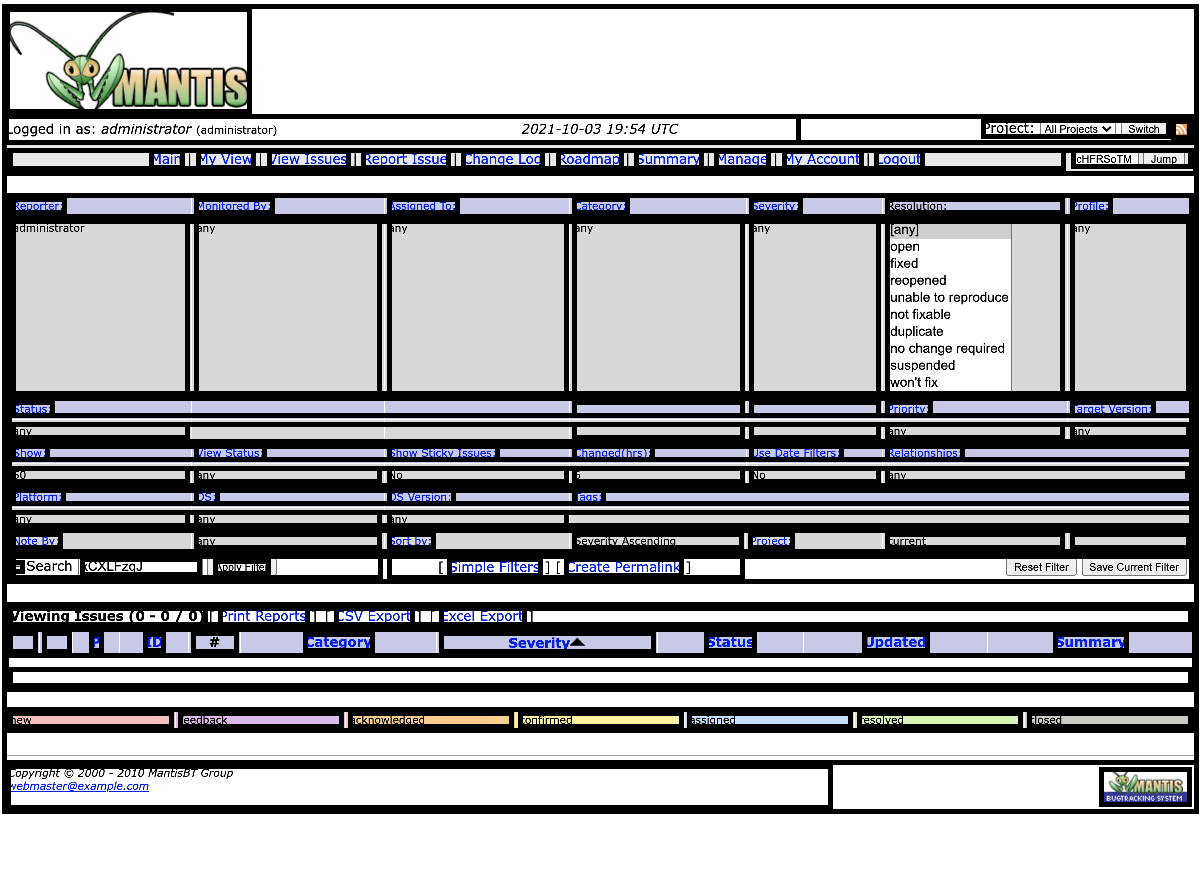 MANTIS
Logged in as: administrator (administrator) 2021-10-03 19:54 UTC Project: All Projects Switch
Main My View View Issues Report Issue Change Log Roadmap Summary Manage My Account Logout cHFRSoTM Jump
Reporter: Monitored By: Assigned To: Category: Severity: Resolution: Profile:
administrator any any any any [any] any
open
fixed
reopened
unable to reproduce
not fixable
duplicate
no change required
suspended
won't fix
Status: Priority: Target Version:
any any any
Show: View Status: Show Sticky Issues: Changed(hrs): Use Date Filters: Relationships:
50 any No 6 No any
Platform: OS: OS Version: Tags:
any any any
Note By: any Sort by: Severity Ascending Project: current
Search xCXLFzqJ Apply Filter [ Simple Filters ] [ Create Permalink ] Reset Filter Save Current Filter
Viewing Issues (0 - 0 / 0) [ Print Reports ] [ CSV Export ] [ Excel Export ]
P ID # Category Severity Status Updated Summary
new feedback acknowledged confirmed assigned resolved closed
Copyright © 2000 - 2010 MantisBT Group
webmaster@example.com
MANTIS
BUGTRACKING SYSTEM